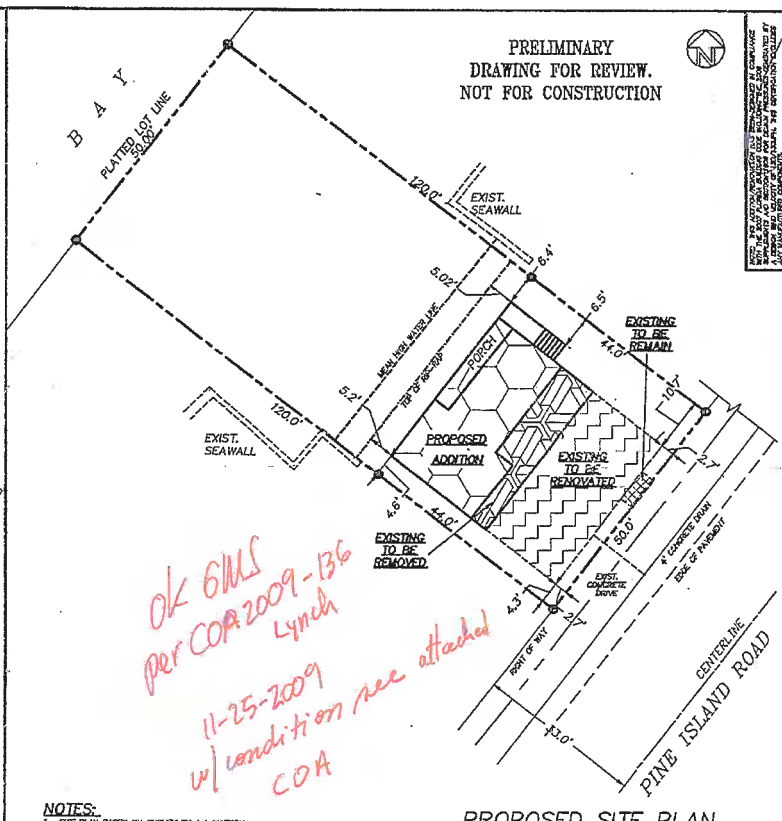 PRELIMINARY
DRAWING FOR REVIEW.
NOT FOR CONSTRUCTION
N
BAY
PLATTED LOT LINE
50.00'
120.0'
EXIST.
SEAWALL
6.4'
5.02'
6.5'
MEAN HIGH WATER LINE
TOP OF RIP-RAP
PORCH
44.0'
EXISTING
TO BE
REMAIN
10.7'
5.2'
120.0'
EXIST.
SEAWALL
PROPOSED
ADDITION
EXISTING
TO BE
RENOVATED
2.7'
4.6'
44.0'
EXISTING
TO BE
REMOVED
50.0'
4' CONCRETE DRAIN
EDGE OF PAVEMENT
EXIST.
CONCRETE
DRIVE
4.3'
2.7'
RIGHT OF WAY
CENTERLINE
PINE ISLAND ROAD
33.0'
OK GMS
per COA2009-136
Lynch
11-25-2009
w/ condition see attached
COA
NOTES:
PROPOSED SITE PLAN